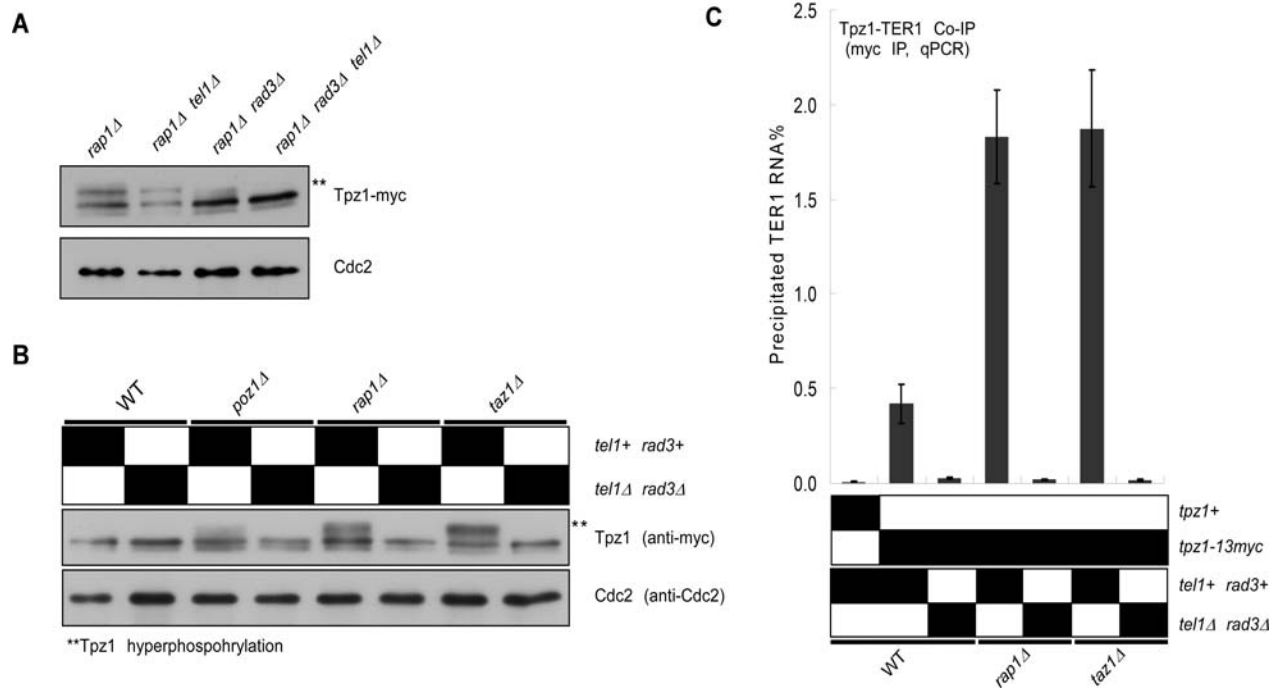 A
rap1Δ
rap1Δ tel1Δ
rap1Δ rad3Δ
rap1Δ rad3Δ tel1Δ
**
Tpz1-myc
Cdc2
B
WT
poz1Δ
rap1Δ
taz1Δ
tel1+ rad3+
tel1Δ rad3Δ
**
Tpz1 (anti-myc)
Cdc2 (anti-Cdc2)
**Tpz1 hyperphospohrylation
C
Tpz1-TER1 Co-IP
(myc IP, qPCR)
Precipitated TER1 RNA%
2.5
2.0
1.5
1.0
0.5
0.0
tpz1+
tpz1-13myc
tel1+ rad3+
tel1Δ rad3Δ
WT
rap1Δ
taz1Δ